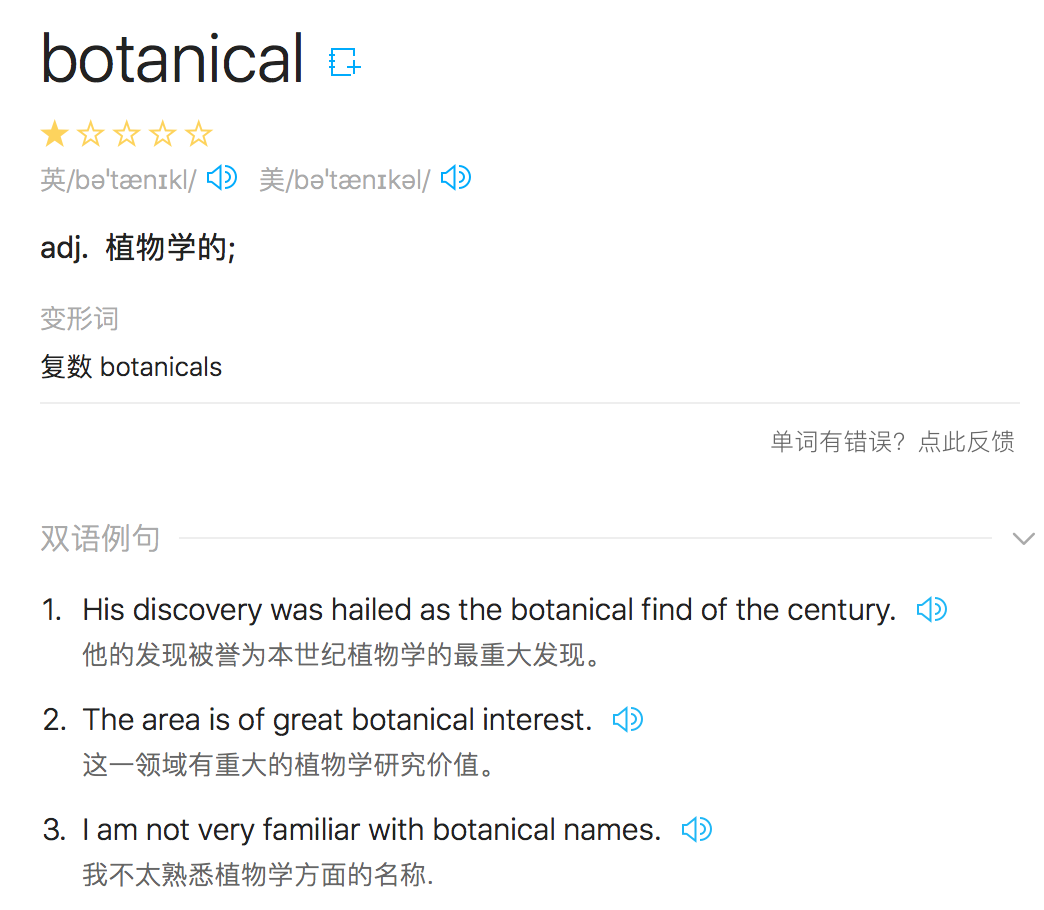 botanical
英/bə'tænɪkl/ 美/bə'tænɪkəl/
adj. 植物学的;
变形词
复数 botanicals
单词有错误？点此反馈
双语例句
1. His discovery was hailed as the botanical find of the century.
他的发现被誉为本世纪植物学的最重大发现。
2. The area is of great botanical interest.
这一领域有重大的植物学研究价值。
3. I am not very familiar with botanical names.
我不太熟悉植物学方面的名称.